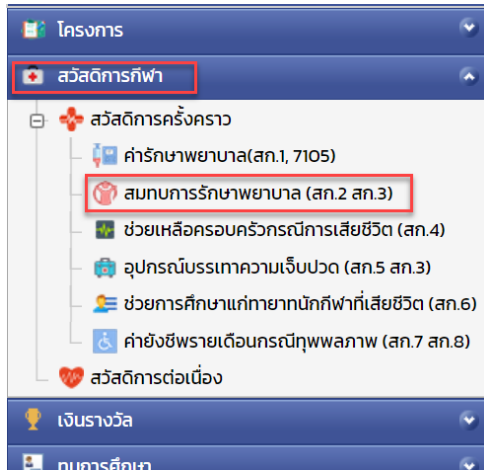 โครงการ
สวัสดิการกีฬา
สวัสดิการครั้งคราว
ค่ารักษาพยาบาล(สก.1, 7105)
สมทบการรักษาพยาบาล (สก.2 สก.3)
ช่วยเหลือครอบครัวกรณีการเสียชีวิต (สก.4)
อุปกรณ์บรรเทาความเจ็บปวด (สก.5 สก.3)
ช่วยการศึกษาแก่ทายาทนักกีฬาที่เสียชีวิต (สก.6)
ค่ายังชีพรายเดือนกรณีทุพพลภาพ (สก.7 สก.8)
สวัสดิการต่อเนื่อง
เงินรางวัล
ทุนการศึกษา